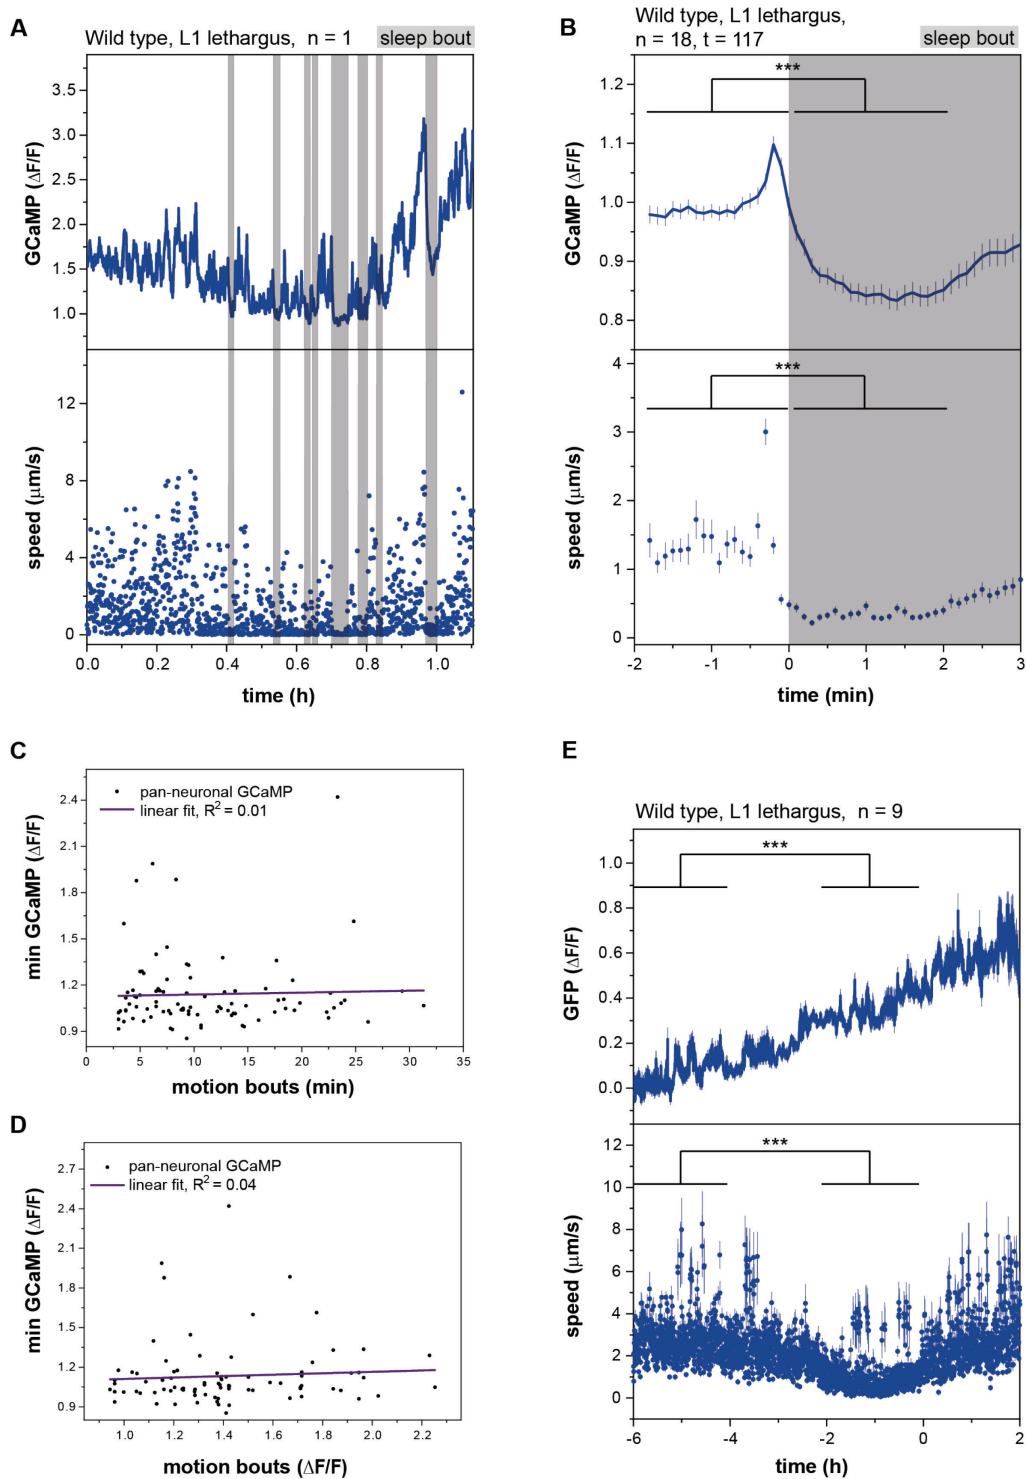 A
Wild type, L1 lethargus, n = 1
sleep bout
GCaMP (ΔF/F)
3.5
3.0
2.5
2.0
1.5
1.0
speed (μm/s)
12
8
4
0
0.0 0.2 0.4 0.6 0.8 1.0
time (h)
B
Wild type, L1 lethargus,
n = 18, t = 117
sleep bout
GCaMP (ΔF/F)
1.2
1.1
1.0
0.9
0.8
***
speed (μm/s)
4
3
2
1
0
***
-2 -1 0 1 2 3
time (min)
C
pan-neuronal GCaMP
linear fit, R² = 0.01
min GCaMP (ΔF/F)
2.4
2.1
1.8
1.5
1.2
0.9
0 5 10 15 20 25 30 35
motion bouts (min)
D
pan-neuronal GCaMP
linear fit, R² = 0.04
min GCaMP (ΔF/F)
2.7
2.4
2.1
1.8
1.5
1.2
0.9
1.0 1.2 1.4 1.6 1.8 2.0 2.2
motion bouts (ΔF/F)
E
Wild type, L1 lethargus, n = 9
GFP (ΔF/F)
1.0
0.8
0.6
0.4
0.2
0.0
***
speed (μm/s)
12
10
8
6
4
2
0
***
-6 -4 -2 0 2
time (h)